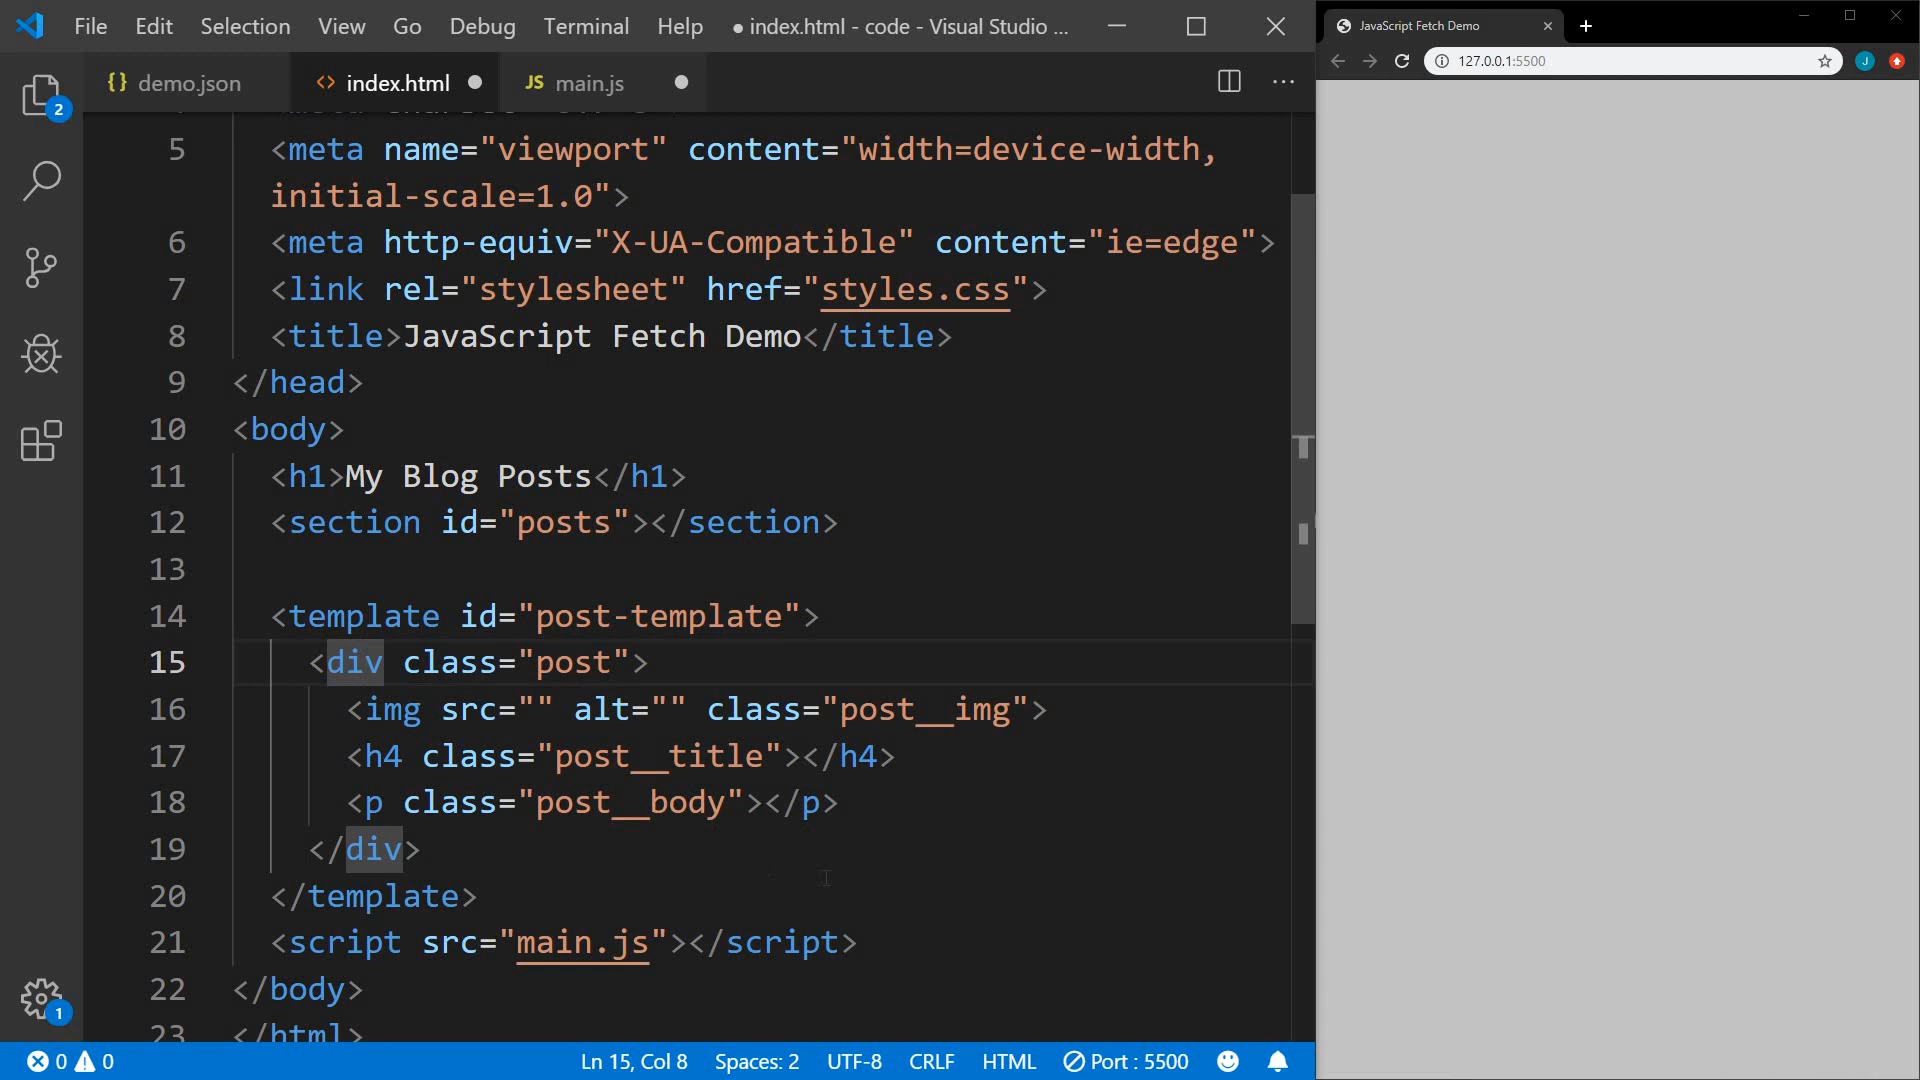 File Edit Selection View Go Debug Terminal Help ● index.html - code - Visual Studio ...
JavaScript Fetch Demo
127.0.0.1:5500
J
{} demo.json <> index.html JS main.js
2
5 <meta name="viewport" content="width=device-width,
initial-scale=1.0">
6 <meta http-equiv="X-UA-Compatible" content="ie=edge">
7 <link rel="stylesheet" href="styles.css">
8 <title>JavaScript Fetch Demo</title>
9 </head>
10 <body>
11 <h1>My Blog Posts</h1>
12 <section id="posts"></section>
13
14 <template id="post-template">
15 <div class="post">
16 <img src="" alt="" class="post__img">
17 <h4 class="post__title"></h4>
18 <p class="post__body"></p>
19 </div>
20 </template>
21 <script src="main.js"></script>
22 </body>
23 </html>
1
0 0 Ln 15, Col 8 Spaces: 2 UTF-8 CRLF HTML Port : 5500